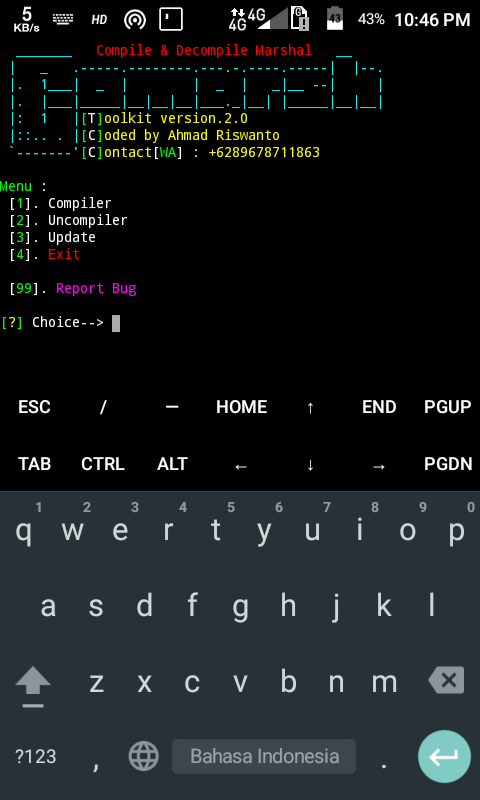 5 KB/s HD 4G 4G G 43 43% 10:46 PM
Compile & Decompile Marshal
[T]oolkit version.2.0
[C]oded by Ahmad Riswanto
[C]ontact[WA] : +6289678711863
Menu :
[1]. Compiler
[2]. Uncompiler
[3]. Update
[4]. Exit
[99]. Report Bug
[?] Choice-->
ESC / — HOME ↑ END PGUP
TAB CTRL ALT ← ↓ → PGDN
1 2 3 4 5 6 7 8 9 0
q w e r t y u i o p
a s d f g h j k l
z x c v b n m
?123 , Bahasa Indonesia .